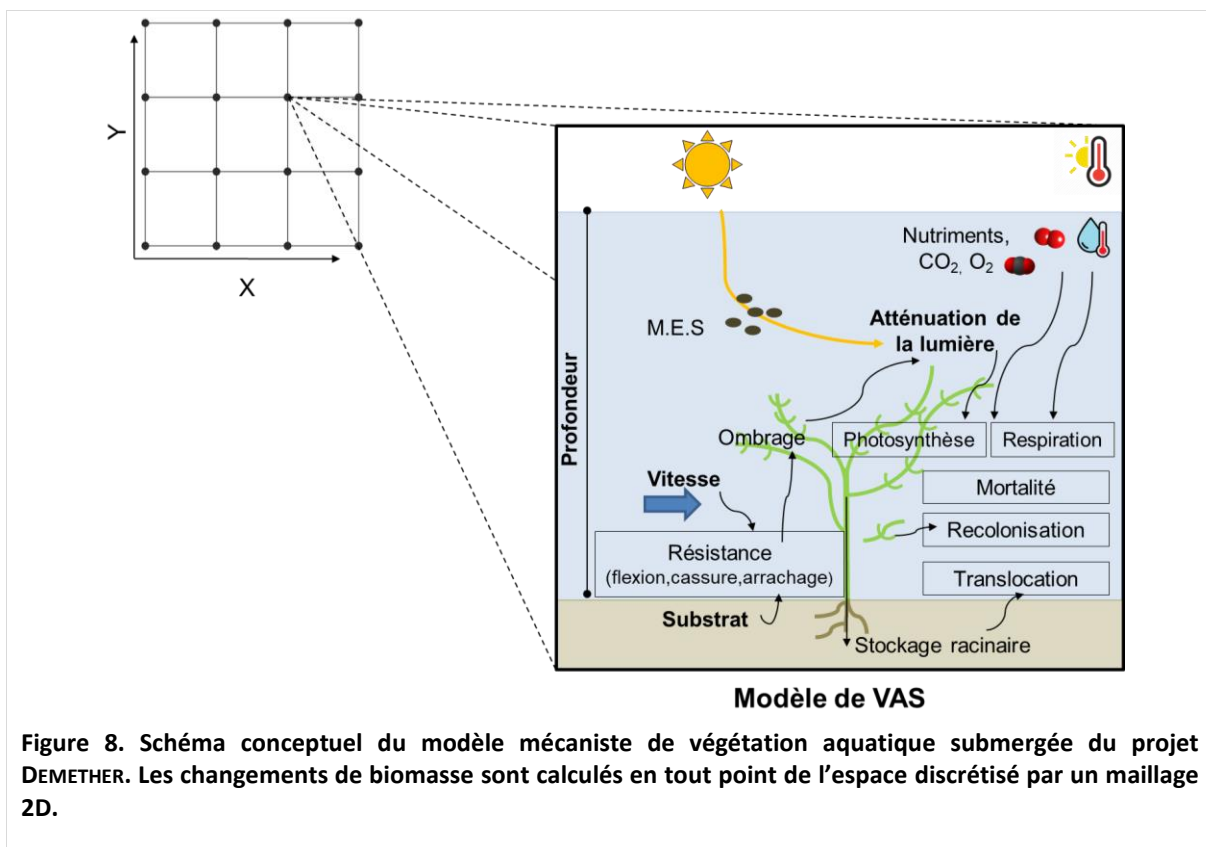 Y
X
Nutriments,
CO₂, O₂
M.E.S
Atténuation de
la lumière
Profondeur
Ombrage
Photosynthèse
Respiration
Vitesse
Mortalité
Recolonisation
Résistance
(flexion,cassure,arrachage)
Translocation
Substrat
Stockage racinaire
Modèle de VAS
Figure 8. Schéma conceptuel du modèle mécaniste de végétation aquatique submergée du projet
DEMETHER. Les changements de biomasse sont calculés en tout point de l’espace discrétisé par un maillage
2D.